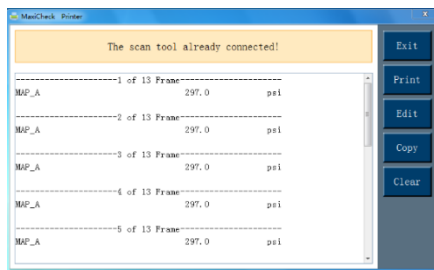 MaxiCheck Printer
The scan tool already connected!
--------------------1 of 13 Frame--------------------
MAP_A 297.0 psi
--------------------2 of 13 Frame--------------------
MAP_A 297.0 psi
--------------------3 of 13 Frame--------------------
MAP_A 297.0 psi
--------------------4 of 13 Frame--------------------
MAP_A 297.0 psi
--------------------5 of 13 Frame--------------------
MAP_A 297.0 psi
Exit
Print
Edit
Copy
Clear